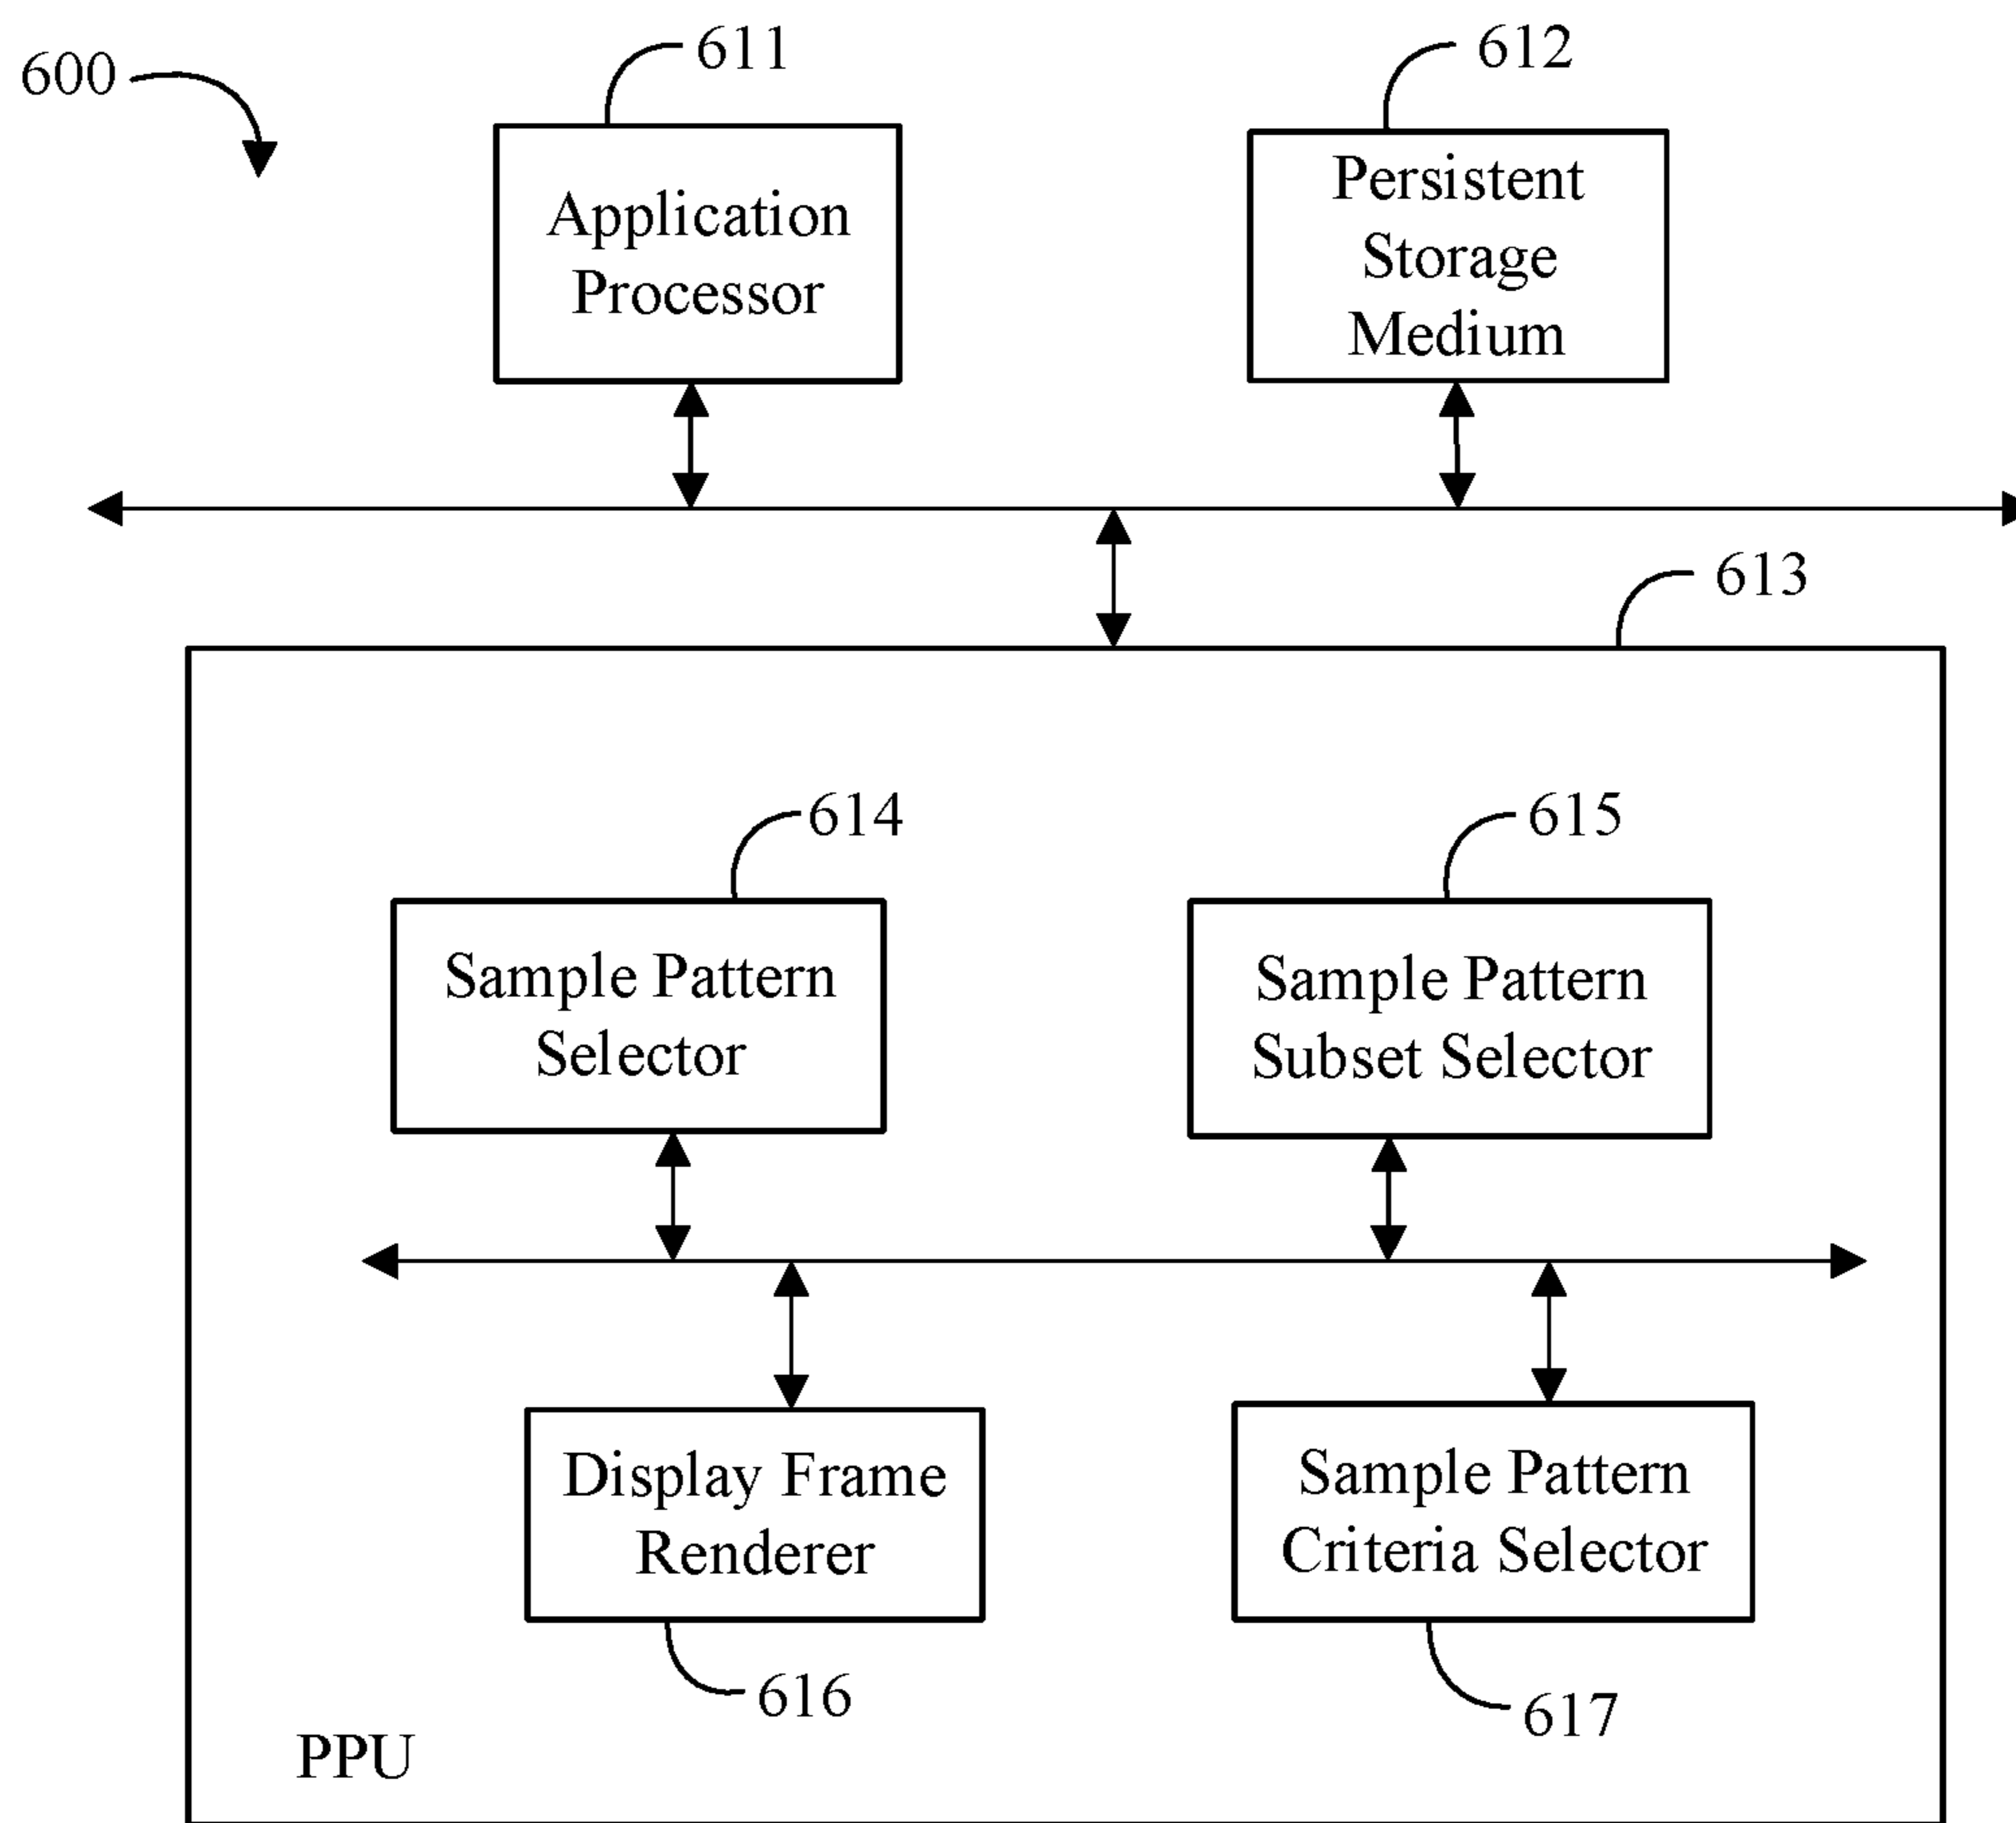 600
611
612
Application
Processor
Persistent
Storage
Medium
613
614
615
Sample Pattern
Selector
Sample Pattern
Subset Selector
Display Frame
Renderer
Sample Pattern
Criteria Selector
616
617
PPU